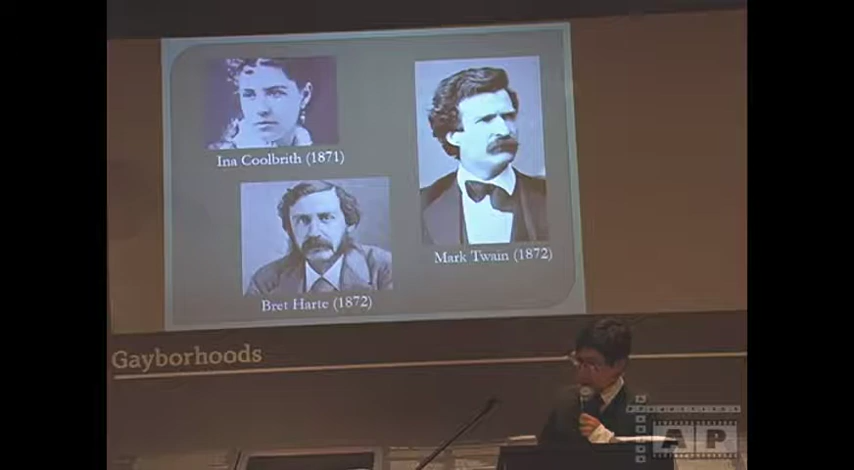 Ina Coolbrith (1871)
Mark Twain (1872)
Bret Harte (1872)
Gayborhoods
AP